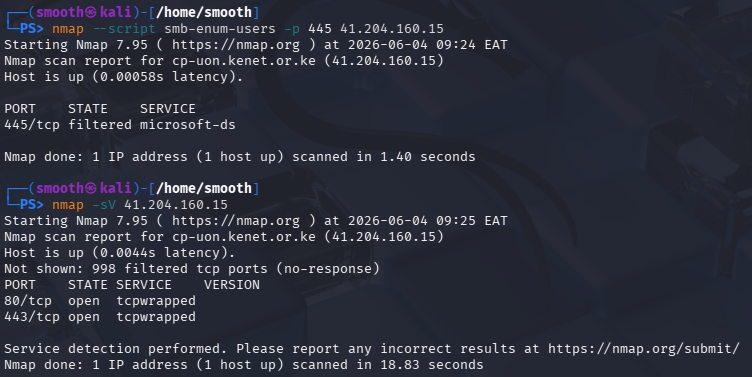 ┌──(smooth㉿kali)-[/home/smooth]
└─PS> nmap --script smb-enum-users -p 445 41.204.160.15
Starting Nmap 7.95 ( https://nmap.org ) at 2026-06-04 09:24 EAT
Nmap scan report for cp-uon.kenet.or.ke (41.204.160.15)
Host is up (0.00058s latency).

PORT    STATE    SERVICE
445/tcp filtered microsoft-ds

Nmap done: 1 IP address (1 host up) scanned in 1.40 seconds

┌──(smooth㉿kali)-[/home/smooth]
└─PS> nmap -sV 41.204.160.15
Starting Nmap 7.95 ( https://nmap.org ) at 2026-06-04 09:25 EAT
Nmap scan report for cp-uon.kenet.or.ke (41.204.160.15)
Host is up (0.0044s latency).
Not shown: 998 filtered tcp ports (no-response)
PORT    STATE SERVICE    VERSION
80/tcp  open  tcpwrapped
443/tcp open  tcpwrapped

Service detection performed. Please report any incorrect results at https://nmap.org/submit/
Nmap done: 1 IP address (1 host up) scanned in 18.83 seconds